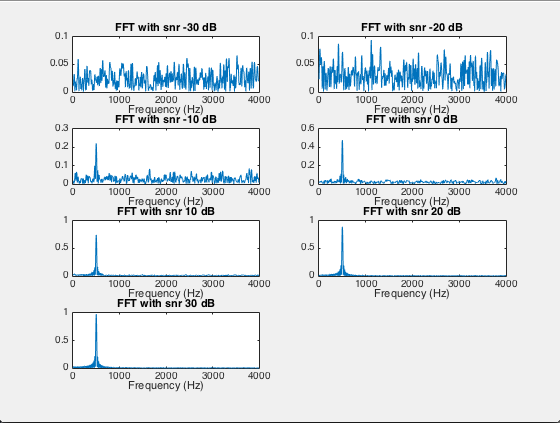 FFT with snr -30 dB
0.1
0.05
0
0 1000 2000 3000 4000
Frequency (Hz)
FFT with snr -20 dB
0.1
0.05
0
0 1000 2000 3000 4000
Frequency (Hz)
FFT with snr -10 dB
0.3
0.2
0.1
0
0 1000 2000 3000 4000
Frequency (Hz)
FFT with snr 0 dB
0.6
0.4
0.2
0
0 1000 2000 3000 4000
Frequency (Hz)
FFT with snr 10 dB
1
0.5
0
0 1000 2000 3000 4000
Frequency (Hz)
FFT with snr 20 dB
1
0.5
0
0 1000 2000 3000 4000
Frequency (Hz)
FFT with snr 30 dB
1
0.5
0
0 1000 2000 3000 4000
Frequency (Hz)